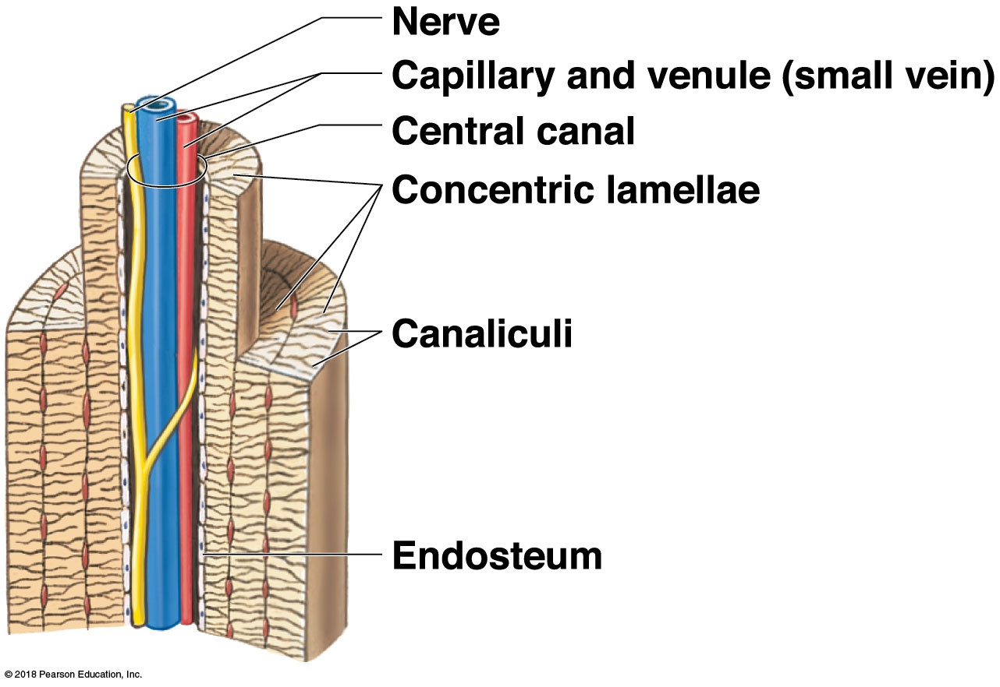 Nerve
Capillary and venule (small vein)
Central canal
Concentric lamellae
Canaliculi
Endosteum
© 2018 Pearson Education, Inc.